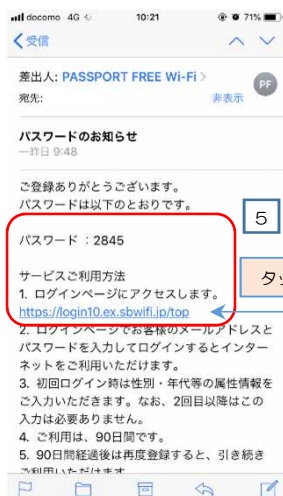 docomo 4G 10:21 71%
受信
差出人: PASSPORT FREE Wi-Fi
PF
宛先: 非表示
パスワードのお知らせ
一昨日 9:48
ご登録ありがとうございます。
パスワードは以下のとおりです。
5
パスワード ：2845
サービスご利用方法
1. ログインページにアクセスします。
タッ
https://login10.ex.sbwifi.jp/top
2. ログインページでお客様のメールアドレスと
パスワードを入力してログインするとインター
ネットをご利用いただけます。
3. 初回ログイン時は性別・年代等の属性情報を
ご入力いただきます。なお、2回目以降はこの
入力は必要ありません。
4. ご利用は、90日間です。
5. 90日間経過後は再度登録すると、引き続き
ご利用いただけます